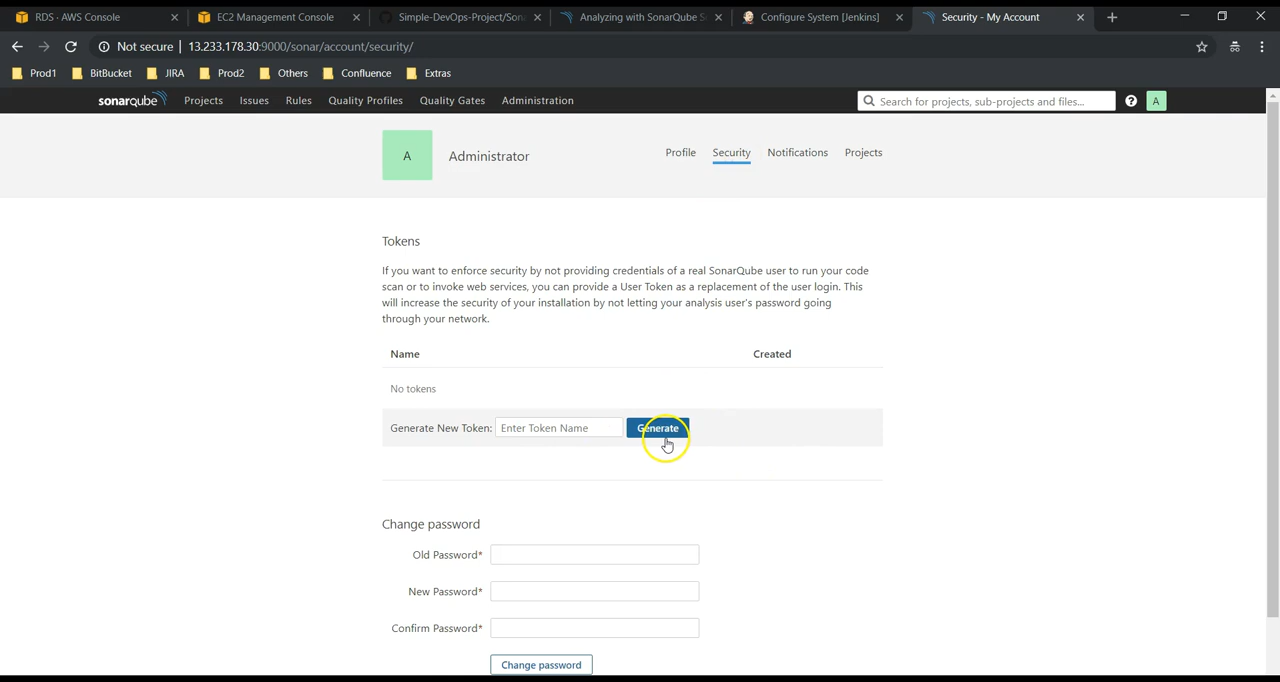 RDS · AWS Console
EC2 Management Console
Simple-DevOps-Project/Sona
Analyzing with SonarQube S
Configure System [Jenkins]
Security - My Account
Not secure | 13.233.178.30:9000/sonar/account/security/
Prod1 BitBucket JIRA Prod2 Others Confluence Extras
sonarqube Projects Issues Rules Quality Profiles Quality Gates Administration Search for projects, sub-projects and files... ? A
A Administrator Profile Security Notifications Projects
Tokens
If you want to enforce security by not providing credentials of a real SonarQube user to run your code
scan or to invoke web services, you can provide a User Token as a replacement of the user login. This
will increase the security of your installation by not letting your analysis user's password going
through your network.
Name Created
No tokens
Generate New Token: Enter Token Name Generate
Change password
Old Password*
New Password*
Confirm Password*
Change password